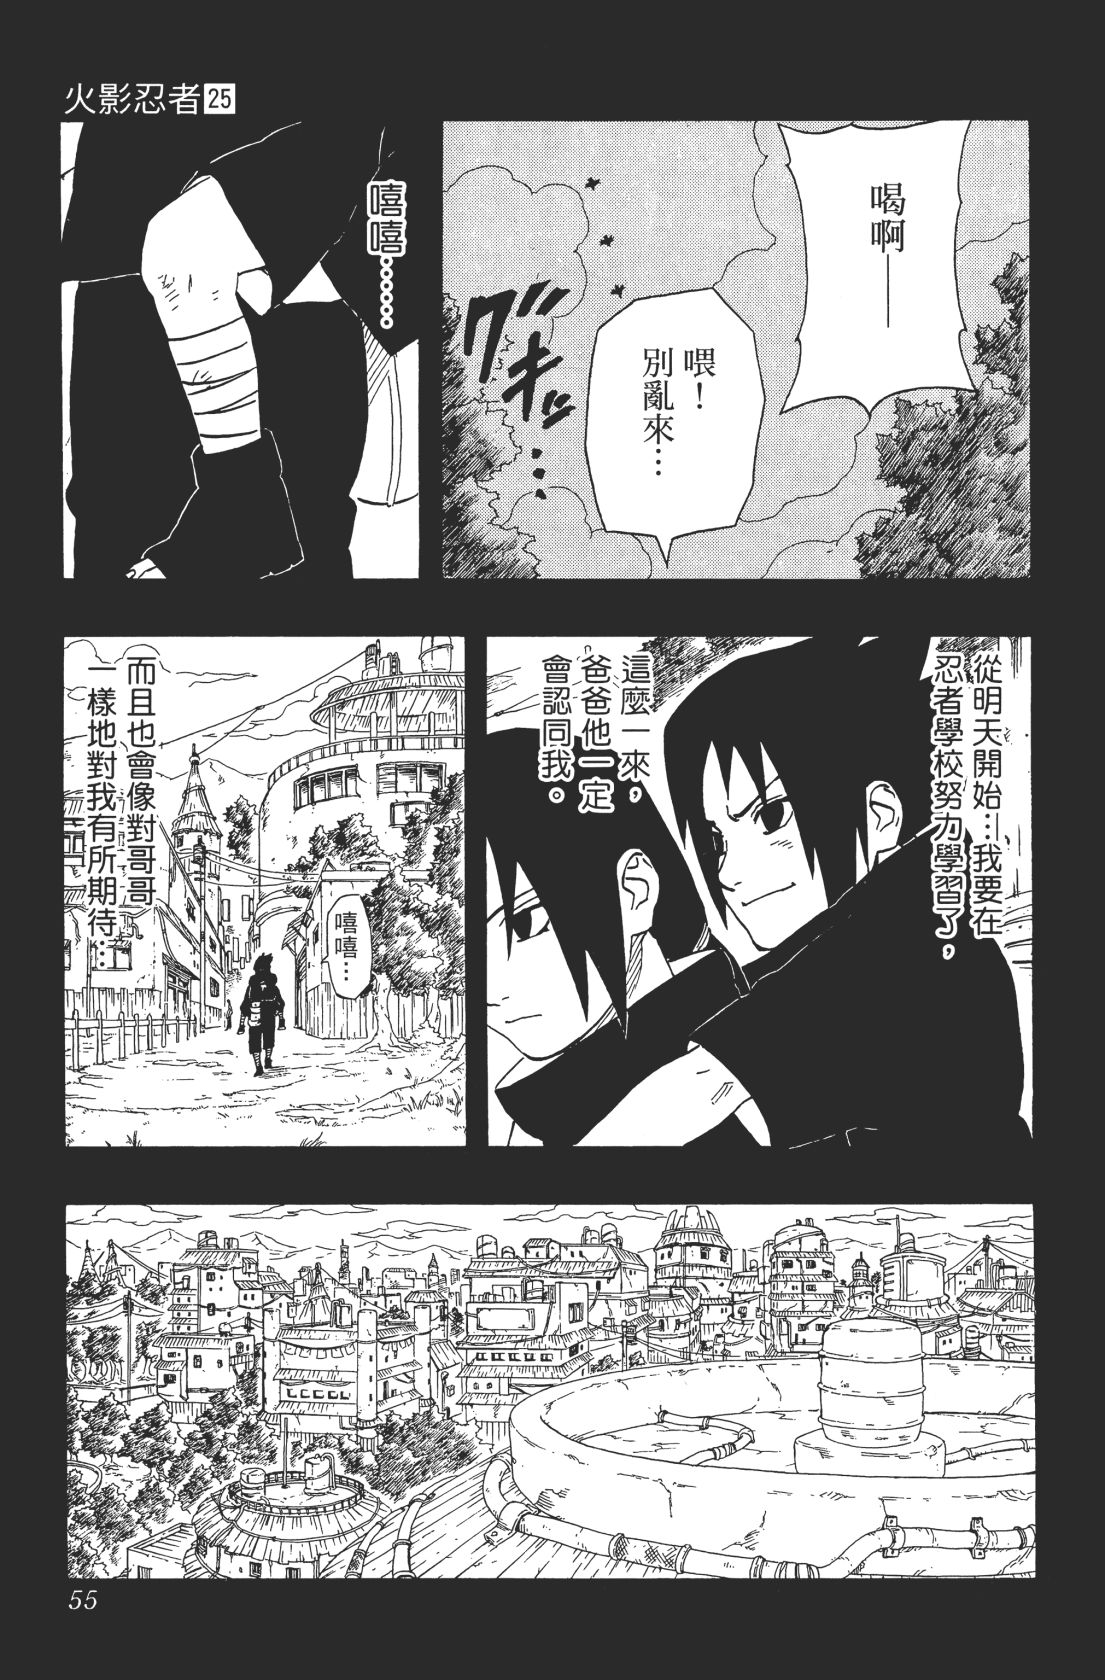 火影忍者25
喝啊——
喂！
別亂來…
グギッ…
嘻嘻……
從明天開始…我要在
忍者學校努力學習了，
這麼一來，
爸爸他一定
會認同我。
而且也會像對哥哥
一樣地對我有所期待…
嘻嘻…
55